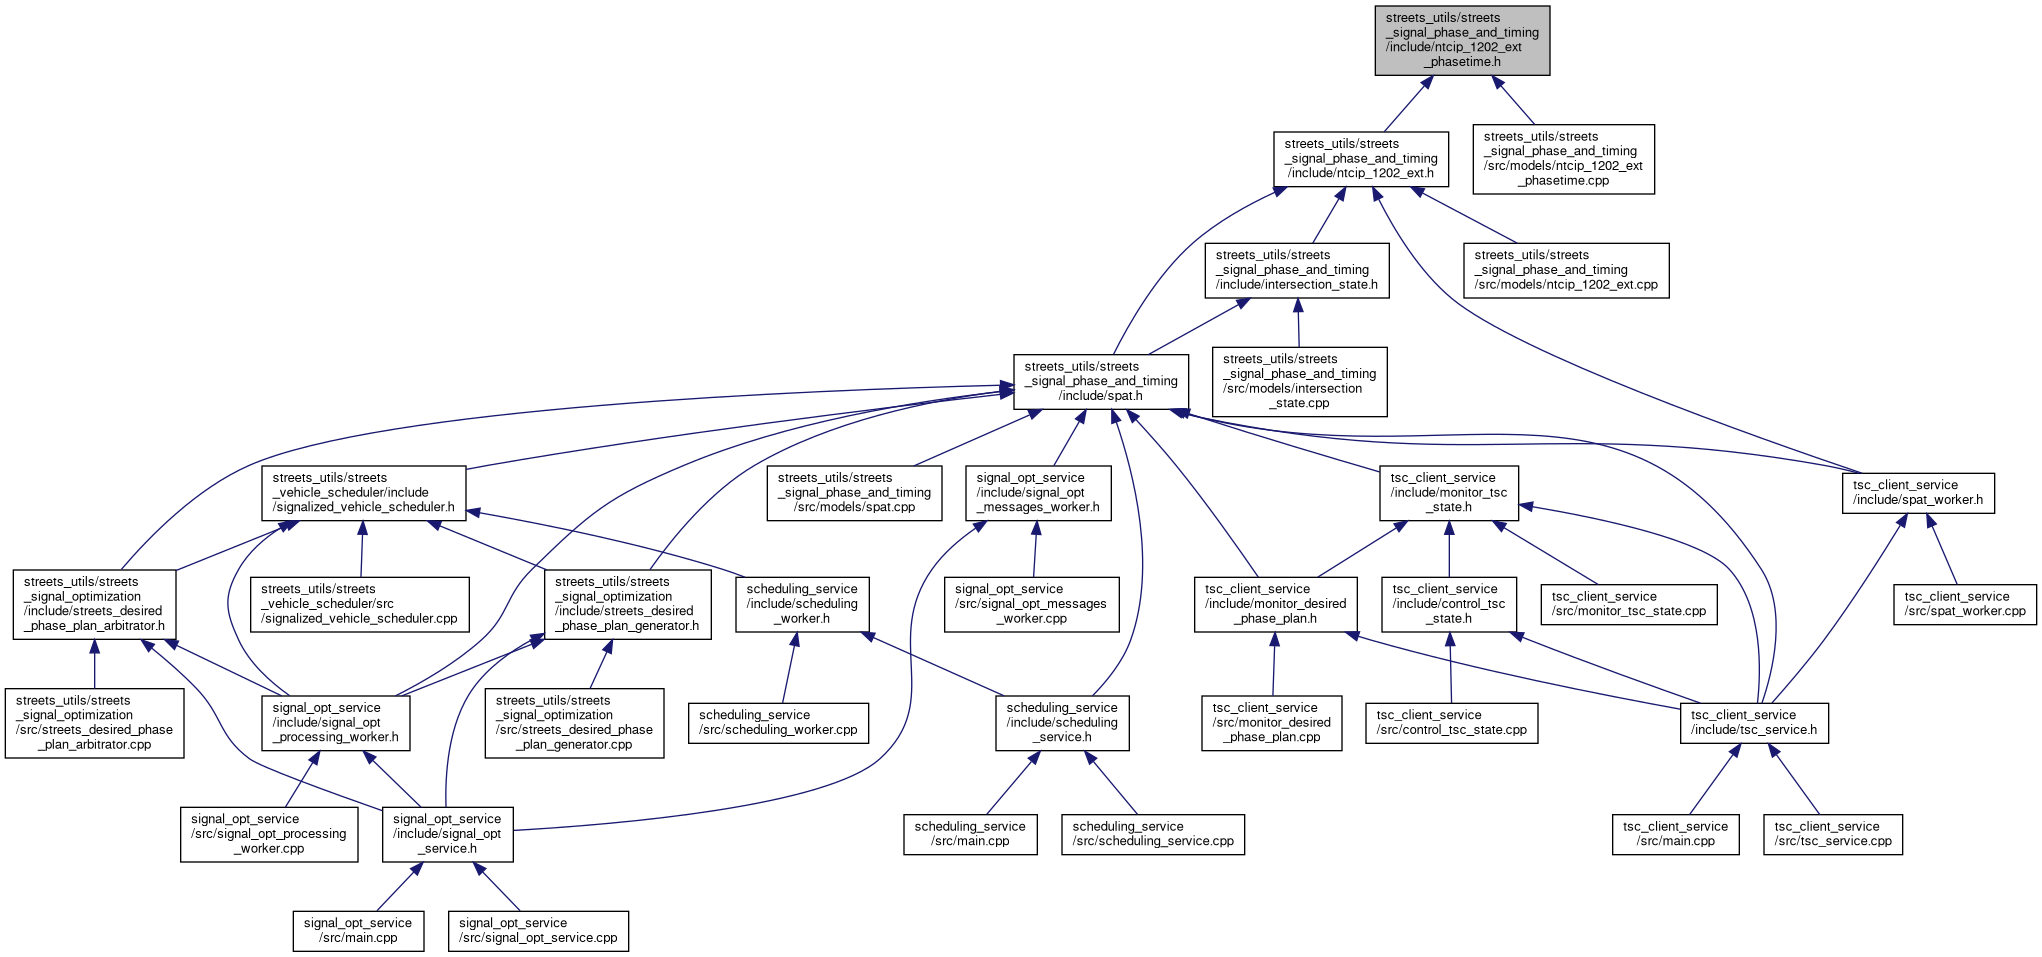 streets_utils/streets
_signal_phase_and_timing
/include/ntcip_1202_ext
_phasetime.h
streets_utils/streets
_signal_phase_and_timing
/include/ntcip_1202_ext.h
streets_utils/streets
_signal_phase_and_timing
/src/models/ntcip_1202_ext
_phasetime.cpp
streets_utils/streets
_signal_phase_and_timing
/include/intersection_state.h
streets_utils/streets
_signal_phase_and_timing
/src/models/ntcip_1202_ext.cpp
streets_utils/streets
_signal_phase_and_timing
/include/spat.h
streets_utils/streets
_signal_phase_and_timing
/src/models/intersection
_state.cpp
streets_utils/streets
_vehicle_scheduler/include
/signalized_vehicle_scheduler.h
streets_utils/streets
_signal_phase_and_timing
/src/models/spat.cpp
signal_opt_service
/include/signal_opt
_messages_worker.h
tsc_client_service
/include/monitor_tsc
_state.h
tsc_client_service
/include/spat_worker.h
streets_utils/streets
_signal_optimization
/include/streets_desired
_phase_plan_arbitrator.h
streets_utils/streets
_vehicle_scheduler/src
/signalized_vehicle_scheduler.cpp
streets_utils/streets
_signal_optimization
/include/streets_desired
_phase_plan_generator.h
scheduling_service
/include/scheduling
_worker.h
signal_opt_service
/src/signal_opt_messages
_worker.cpp
tsc_client_service
/include/monitor_desired
_phase_plan.h
tsc_client_service
/include/control_tsc
_state.h
tsc_client_service
/src/monitor_tsc_state.cpp
tsc_client_service
/src/spat_worker.cpp
streets_utils/streets
_signal_optimization
/src/streets_desired_phase
_plan_arbitrator.cpp
signal_opt_service
/include/signal_opt
_processing_worker.h
streets_utils/streets
_signal_optimization
/src/streets_desired_phase
_plan_generator.cpp
scheduling_service
/src/scheduling_worker.cpp
scheduling_service
/include/scheduling
_service.h
tsc_client_service
/src/monitor_desired
_phase_plan.cpp
tsc_client_service
/src/control_tsc_state.cpp
tsc_client_service
/include/tsc_service.h
signal_opt_service
/src/signal_opt_processing
_worker.cpp
signal_opt_service
/include/signal_opt
_service.h
scheduling_service
/src/main.cpp
scheduling_service
/src/scheduling_service.cpp
tsc_client_service
/src/main.cpp
tsc_client_service
/src/tsc_service.cpp
signal_opt_service
/src/main.cpp
signal_opt_service
/src/signal_opt_service.cpp